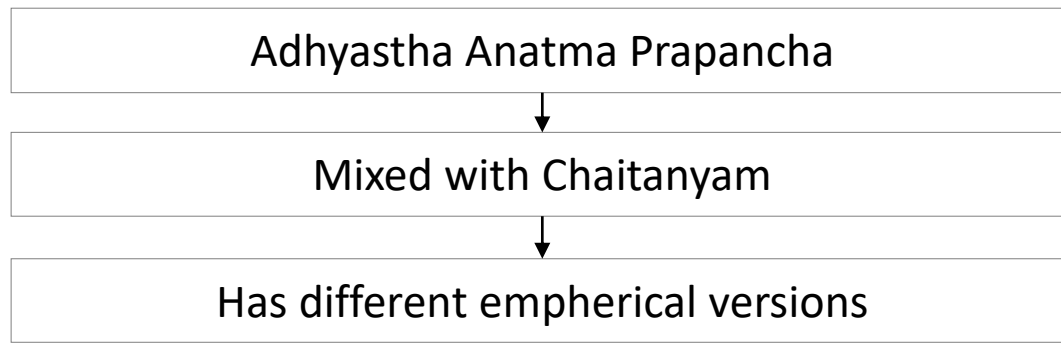 Adhyastha Anatma Prapancha
Mixed with Chaitanyam
Has different empherical versions